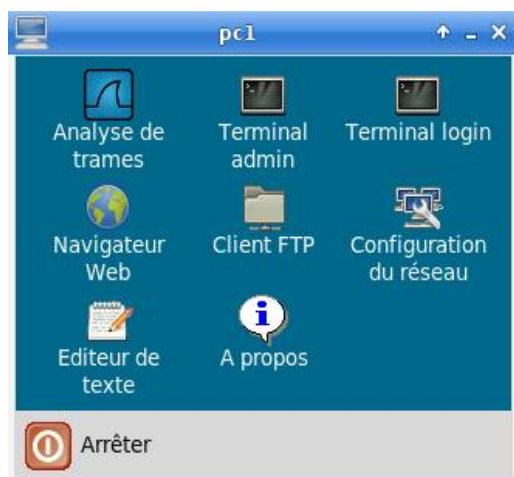 pc1
Analyse de
trames
Terminal
admin
Terminal login
Navigateur
Web
Client FTP
Configuration
du réseau
Editeur de
texte
A propos
Arrêter